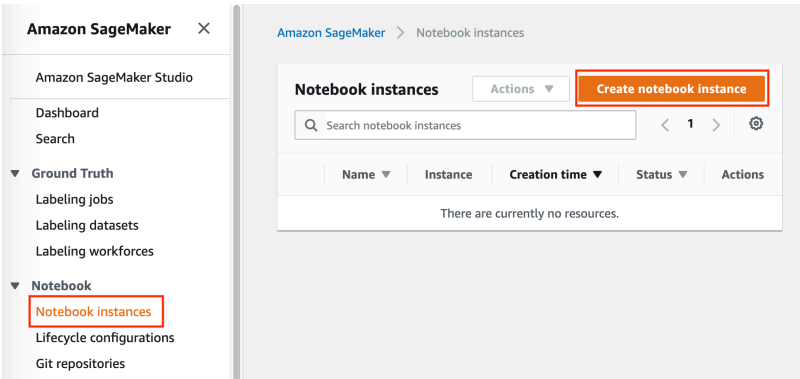 Amazon SageMaker
Amazon SageMaker Studio
Dashboard
Search
Ground Truth
Labeling jobs
Labeling datasets
Labeling workforces
Notebook
Notebook instances
Lifecycle configurations
Git repositories
Amazon SageMaker > Notebook instances
Notebook instances Actions Create notebook instance
Search notebook instances 1
Name Instance Creation time Status Actions
There are currently no resources.